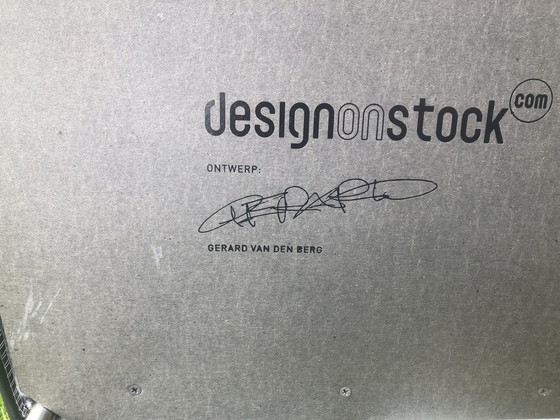 designonstock com
ONTWERP:
GERARD VAN DEN BERG